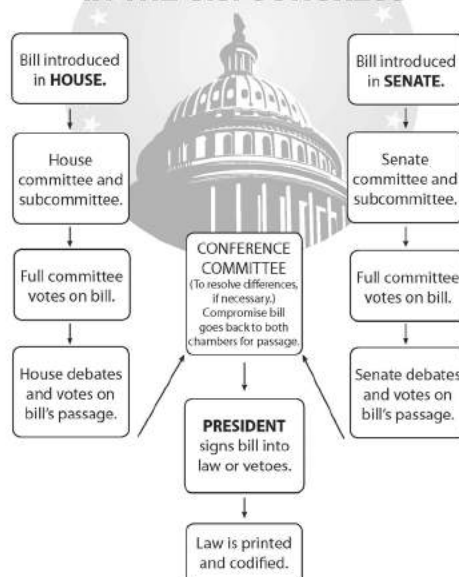 Bill introduced
in HOUSE.
House
committee and
subcommittee.
Full committee
votes on bill.
House debates
and votes on
bill's passage.
CONFERENCE
COMMITTEE
(To resolve differences,
if necessary.)
Compromise bill
goes back to both
chambers for passage.
PRESIDENT
signs bill into
law or vetoes.
Law is printed
and codified.
Bill introduced
in SENATE.
Senate
committee and
subcommittee.
Full committee
votes on bill.
Senate debates
and votes on
bill's passage.